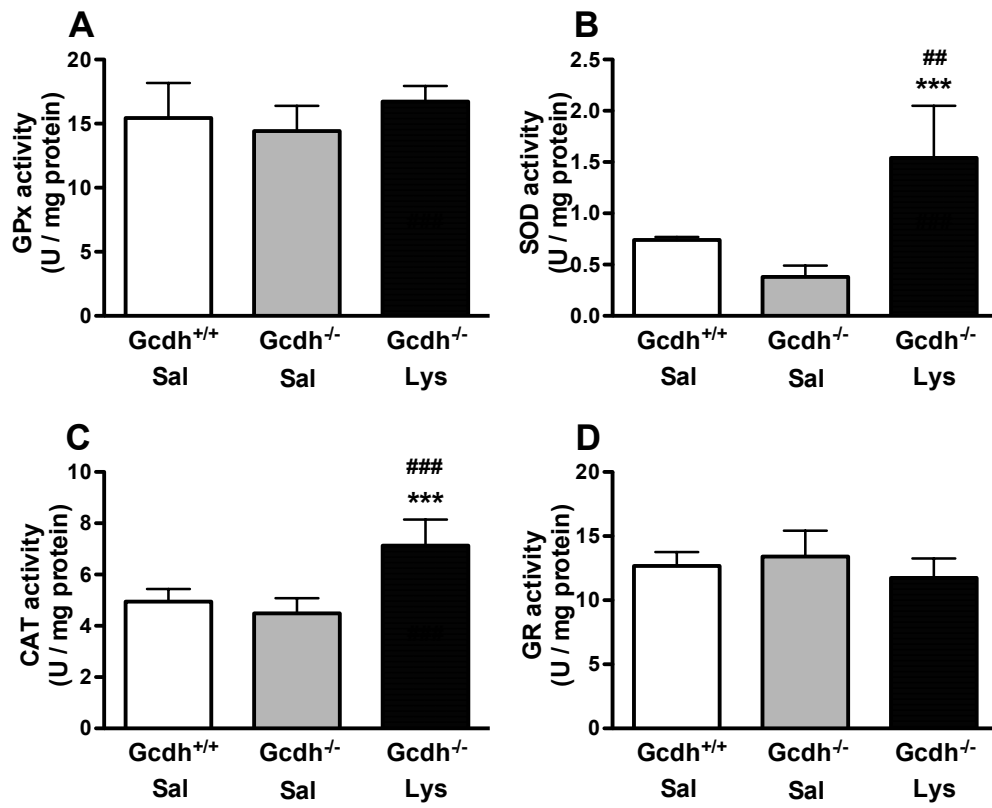 A
GPx activity
(U / mg protein)
20
15
10
5
0
###
Gcdh+/+ Gcdh-/- Gcdh-/-
Sal Sal Lys
B
SOD activity
(U / mg protein)
2.5
2.0
1.5
1.0
0.5
0.0
##
***
###
Gcdh+/+ Gcdh-/- Gcdh-/-
Sal Sal Lys
C
CAT activity
(U / mg protein)
10
8
6
4
2
0
###
***
###
Gcdh+/+ Gcdh-/- Gcdh-/-
Sal Sal Lys
D
GR activity
(U / mg protein)
20
15
10
5
0
Gcdh+/+ Gcdh-/- Gcdh-/-
Sal Sal Lys